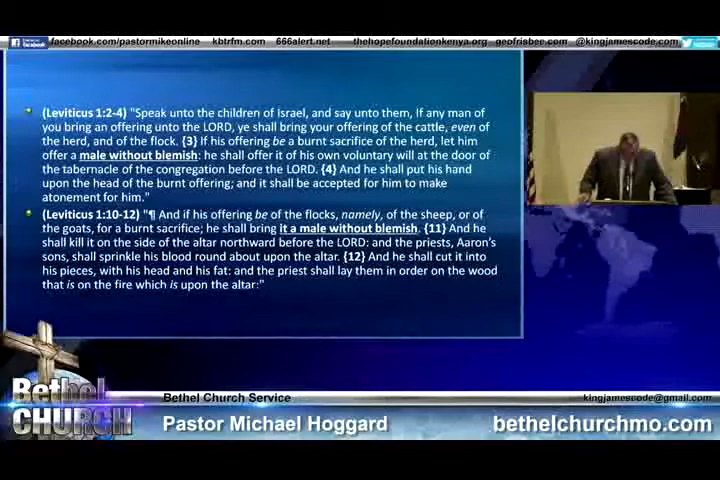 facebook.com/pastormikeonline kbtrfm.com 666alert.net thehopefoundationkenya.org geofrisbee.com @kingjamescode.com
(Leviticus 1:2-4) "Speak unto the children of Israel, and say unto them, If any man of
you bring an offering unto the LORD, ye shall bring your offering of the cattle, even of
the herd, and of the flock. {3} If his offering be a burnt sacrifice of the herd, let him
offer a male without blemish: he shall offer it of his own voluntary will at the door of
the tabernacle of the congregation before the LORD. {4} And he shall put his hand
upon the head of the burnt offering; and it shall be accepted for him to make
atonement for him."
(Leviticus 1:10-12) "¶ And if his offering be of the flocks, namely, of the sheep, or of
the goats, for a burnt sacrifice; he shall bring it a male without blemish. {11} And he
shall kill it on the side of the altar northward before the LORD: and the priests, Aaron's
sons, shall sprinkle his blood round about upon the altar. {12} And he shall cut it into
his pieces, with his head and his fat: and the priest shall lay them in order on the wood
that is on the fire which is upon the altar:"
Bethel
CHURCH
Bethel Church Service
kingjamescode@gmail.com
Pastor Michael Hoggard
bethelchurchmo.com